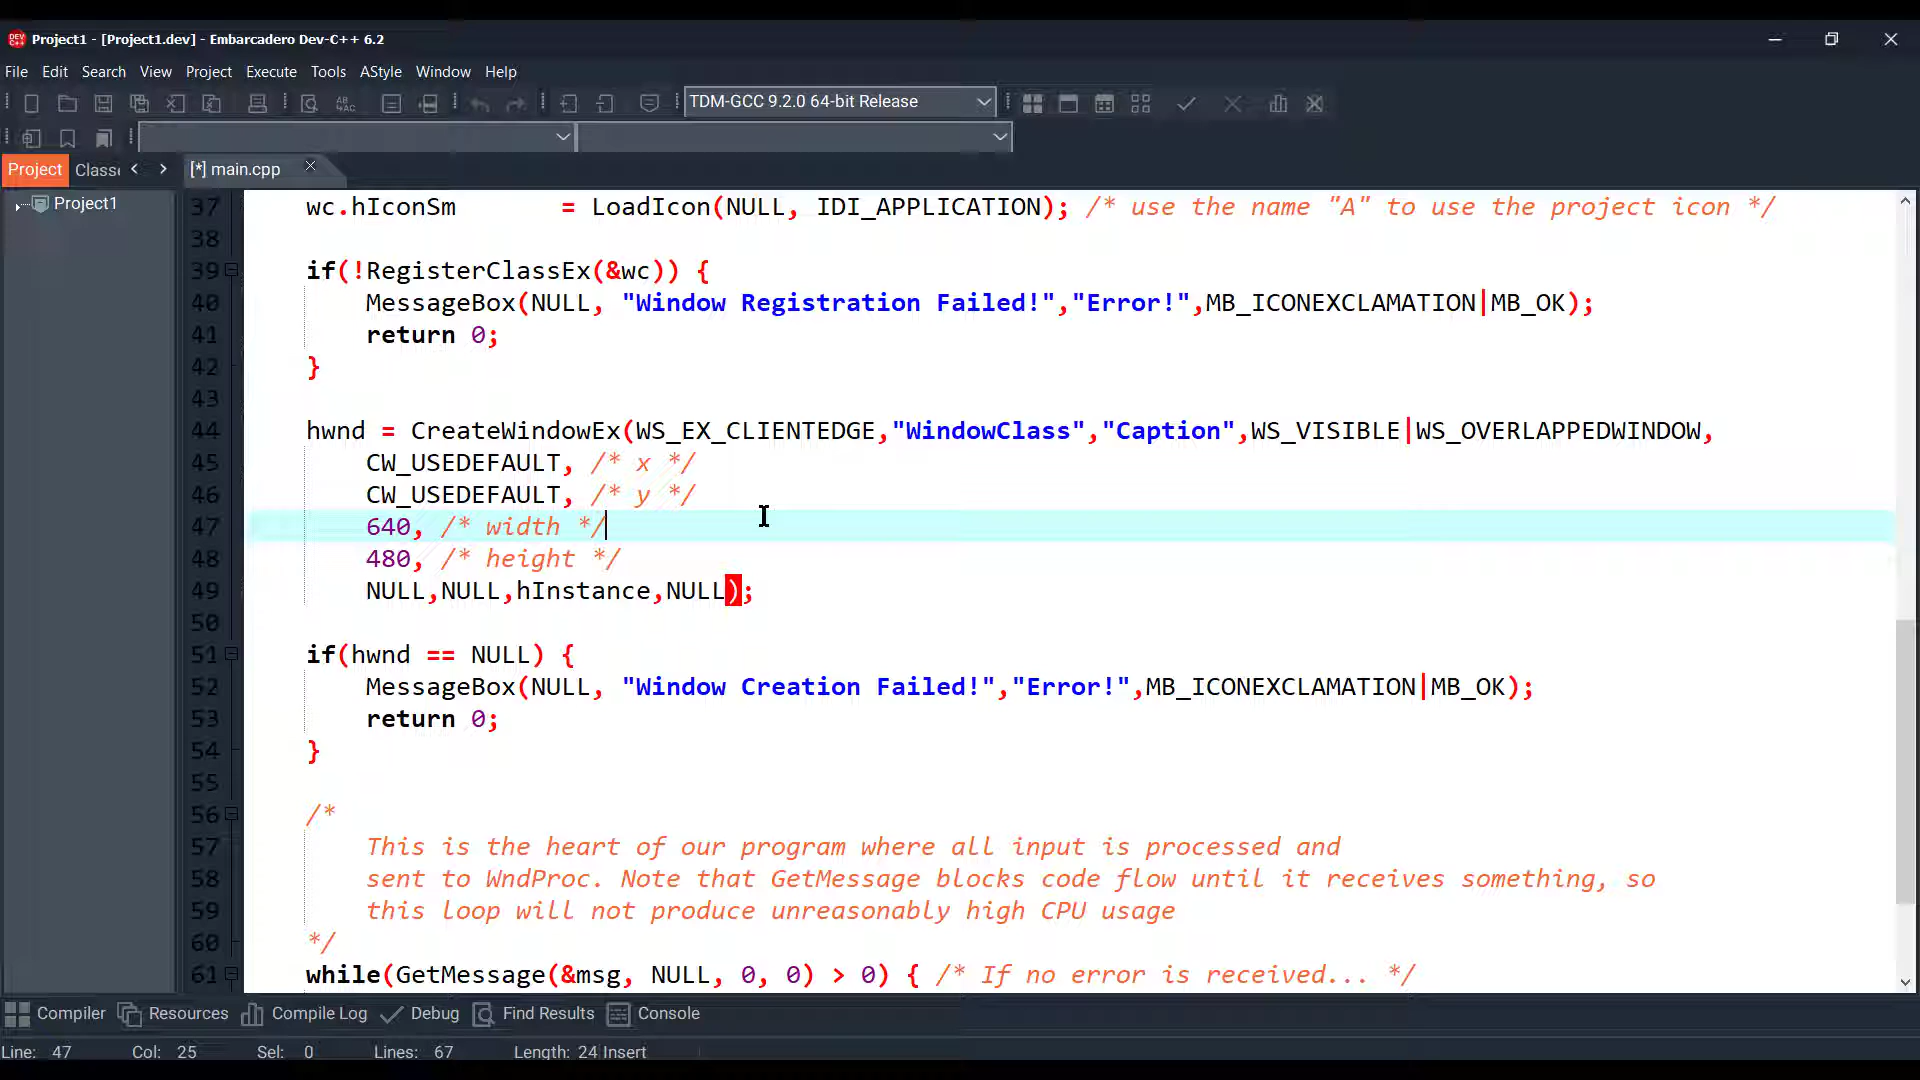 Project1 - [Project1.dev] - Embarcadero Dev-C++ 6.2
File Edit Search View Project Execute Tools AStyle Window Help
TDM-GCC 9.2.0 64-bit Release
Project Classe [*] main.cpp
Project1
37 wc.hIconSm = LoadIcon(NULL, IDI_APPLICATION); /* use the name "A" to use the project icon */
38
39 if(!RegisterClassEx(&wc)) {
40 MessageBox(NULL, "Window Registration Failed!","Error!",MB_ICONEXCLAMATION|MB_OK);
41 return 0;
42 }
43
44 hwnd = CreateWindowEx(WS_EX_CLIENTEDGE,"WindowClass","Caption",WS_VISIBLE|WS_OVERLAPPEDWINDOW,
45 CW_USEDEFAULT, /* x */
46 CW_USEDEFAULT, /* y */
47 640, /* width */
48 480, /* height */
49 NULL,NULL,hInstance,NULL);
50
51 if(hwnd == NULL) {
52 MessageBox(NULL, "Window Creation Failed!","Error!",MB_ICONEXCLAMATION|MB_OK);
53 return 0;
54 }
55
56 /*
57 This is the heart of our program where all input is processed and
58 sent to WndProc. Note that GetMessage blocks code flow until it receives something, so
59 this loop will not produce unreasonably high CPU usage
60 */
61 while(GetMessage(&msg, NULL, 0, 0) > 0) { /* If no error is received... */
Compiler Resources Compile Log Debug Find Results Console
Line: 47 Col: 25 Sel: 0 Lines: 67 Length: 24 Insert